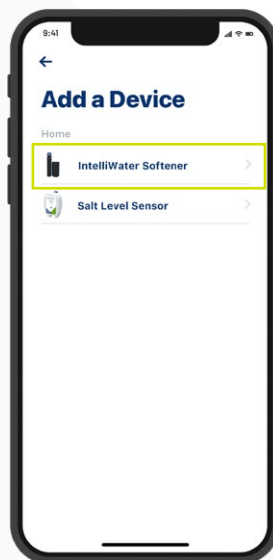 9:41
Add a Device
Home
IntelliWater Softener
Salt Level Sensor